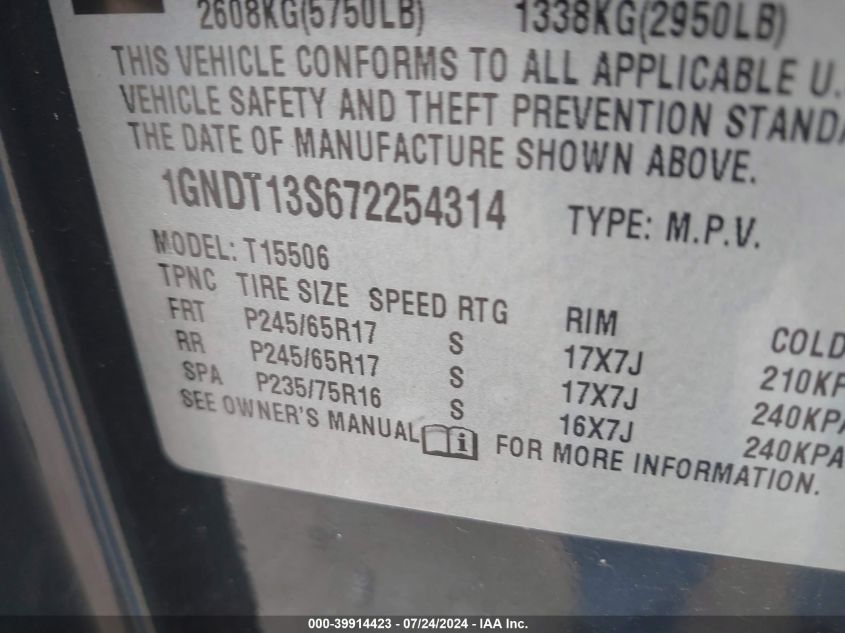 2608KG(5750LB) 1338KG(2950LB)
THIS VEHICLE CONFORMS TO ALL APPLICABLE U.
VEHICLE SAFETY AND THEFT PREVENTION STANDA
THE DATE OF MANUFACTURE SHOWN ABOVE.
1GNDT13S672254314 TYPE: M.P.V.
MODEL: T15506
TPNC TIRE SIZE SPEED RTG RIM COLD
FRT P245/65R17 S 17X7J 210KP
RR P245/65R17 S 17X7J 240KPA
SPA P235/75R16 S 16X7J 240KPA
SEE OWNER'S MANUAL i FOR MORE INFORMATION.
000-39914423 - 07/24/2024 - IAA Inc.